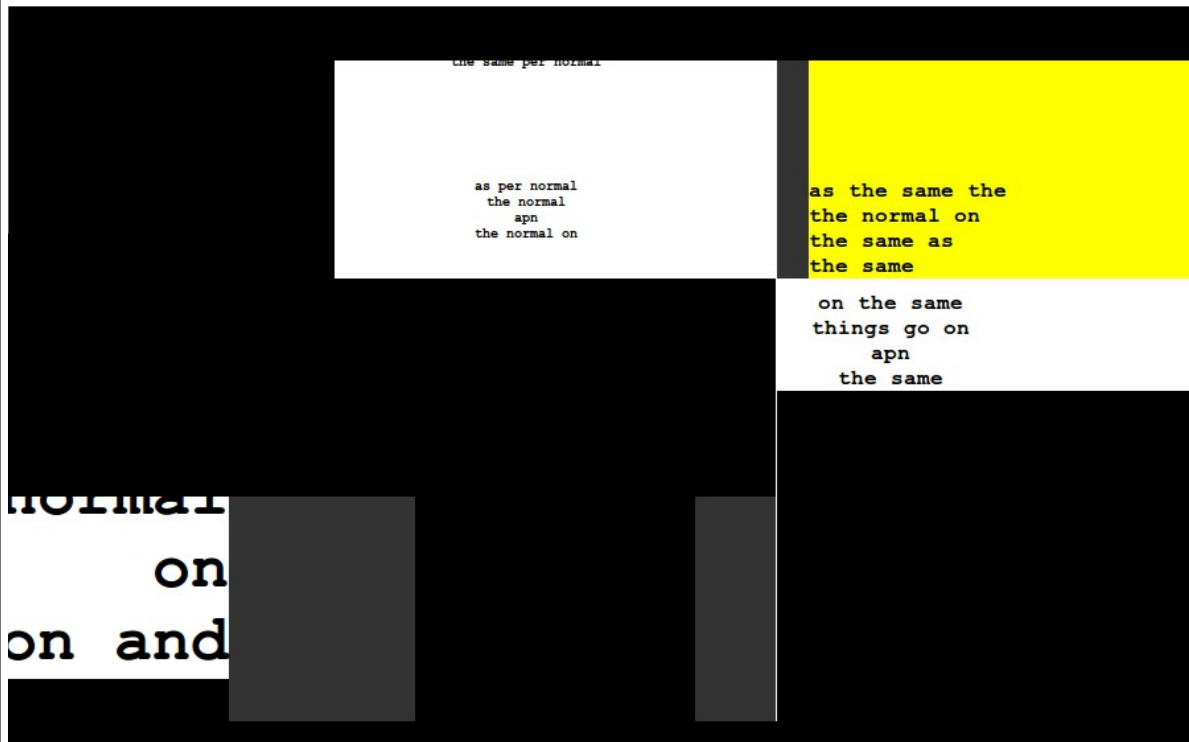 the same per normal
as per normal
the normal
apn
the normal on
as the same the
the normal on
the same as
the same
on the same
things go on
apn
the same
normal
on
on and